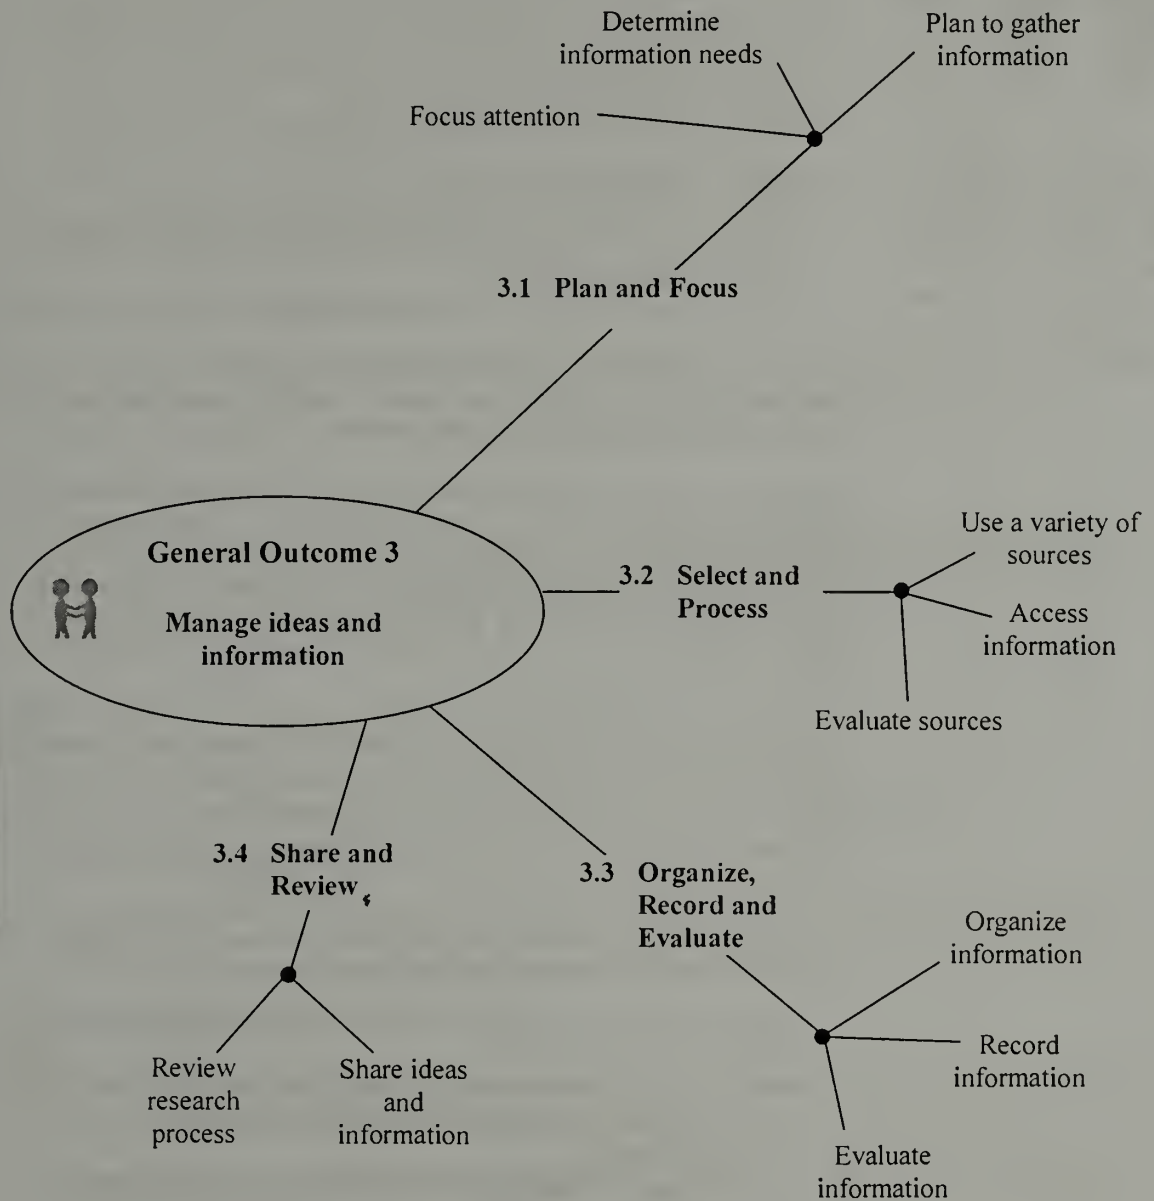 Determine
information needs
Plan to gather
information
Focus attention
3.1 Plan and Focus
General Outcome 3
Manage ideas and
information
3.2 Select and
Process
Use a variety of
sources
Access
information
Evaluate sources
3.4 Share and
Review
3.3 Organize,
Record and
Evaluate
Organize
information
Record
information
Evaluate
information
Review
research
process
Share ideas
and
information